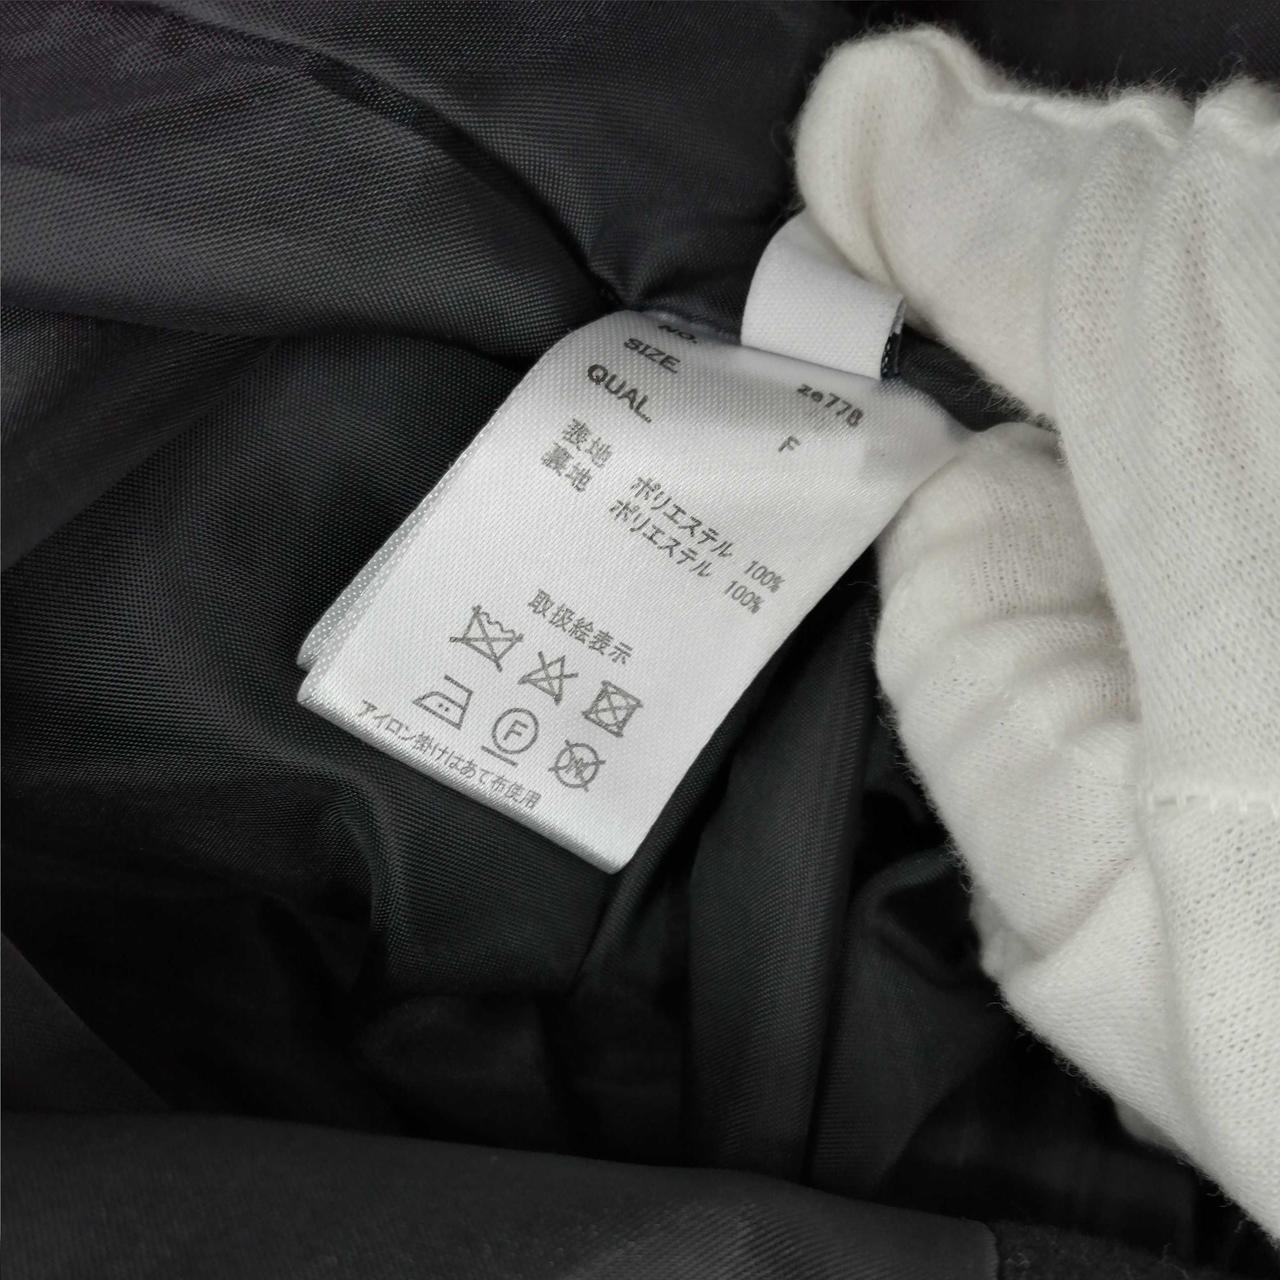 NO. ze778
SIZE F
QUAL.
表地 ポリエステル 100%
裏地 ポリエステル 100%
取扱絵表示
F
アイロン掛けはあて布使用